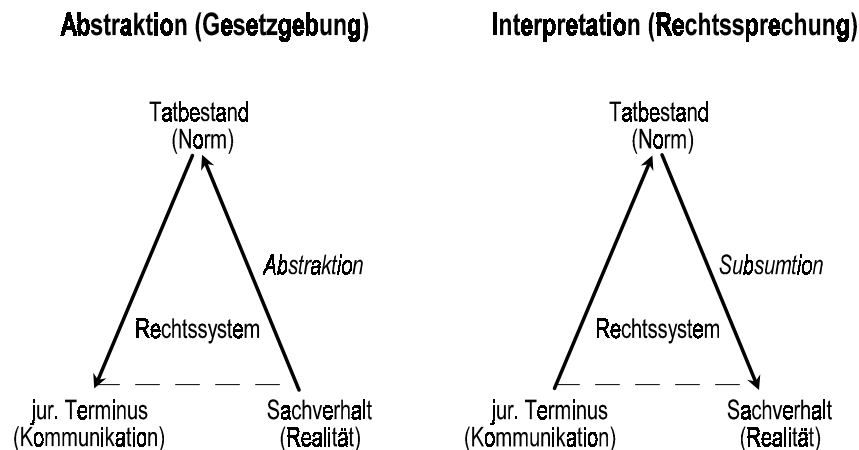 Abstraktion (Gesetzgebung)
Tatbestand
(Norm)
Abstraktion
Rechtssystem
jur. Terminus
(Kommunikation)
Sachverhalt
(Realität)
Interpretation (Rechtssprechung)
Tatbestand
(Norm)
Subsumtion
Rechtssystem
jur. Terminus
(Kommunikation)
Sachverhalt
(Realität)